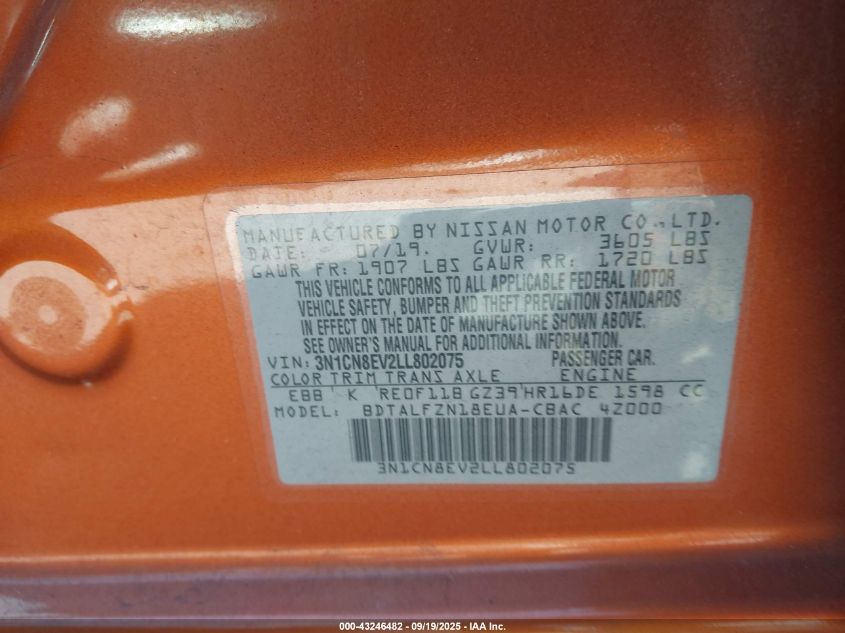 MANUFACTURED BY NISSAN MOTOR CO.,LTD.
DATE: 07/19. GVWR: 3605 LBS
GAWR FR: 1907 LBS GAWR RR: 1720 LBS
THIS VEHICLE CONFORMS TO ALL APPLICABLE FEDERAL MOTOR
VEHICLE SAFETY, BUMPER AND THEFT PREVENTION STANDARDS
IN EFFECT ON THE DATE OF MANUFACTURE SHOWN ABOVE.
SEE OWNER'S MANUAL FOR ADDITIONAL INFORMATION.
VIN: 3N1CN8EV2LL802075 PASSENGER CAR.
COLOR TRIM TRANS AXLE ENGINE
EBB K RE0F11B GZ39 HR16DE 1598 CC
MODEL: BDTALFZN18EUA-CBAC 4Z000
3N1CN8EV2LL802075
000-43246482 - 09/19/2025 - IAA Inc.